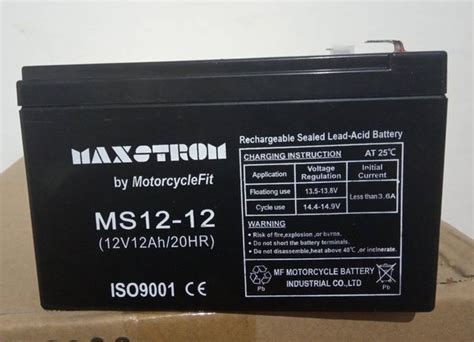 MAXSTROM
by MotorcycleFit
MS12-12
(12V12Ah/20HR)
ISO9001 CE
Rechargeable Sealed Lead-Acid Battery
CHARGING INSTRUCTION AT 25℃
Application Voltage Regulation Initial Current
Floationg use 13.5-13.8V Less than 3.6A
Cycle use 14.4-14.9V
WARNING
• Risk of fire,explosion ,or burns.
• Do not short the battery terminals.
• Do not disassemble,heat above 40℃ ,or incinerate.
Pb MF MOTORCYCLE BATTERY Pb
INDUSTRIAL CO.,LTD